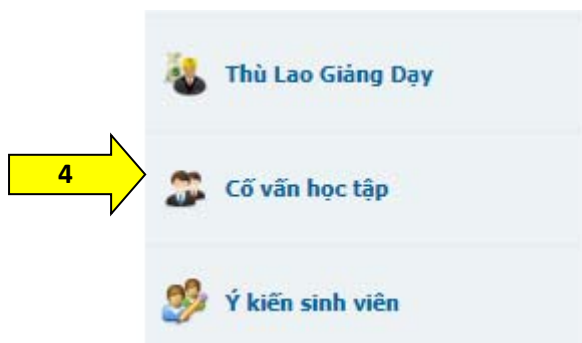 Thù Lao Giảng Dạy
4
Cố vấn học tập
Ý kiến sinh viên